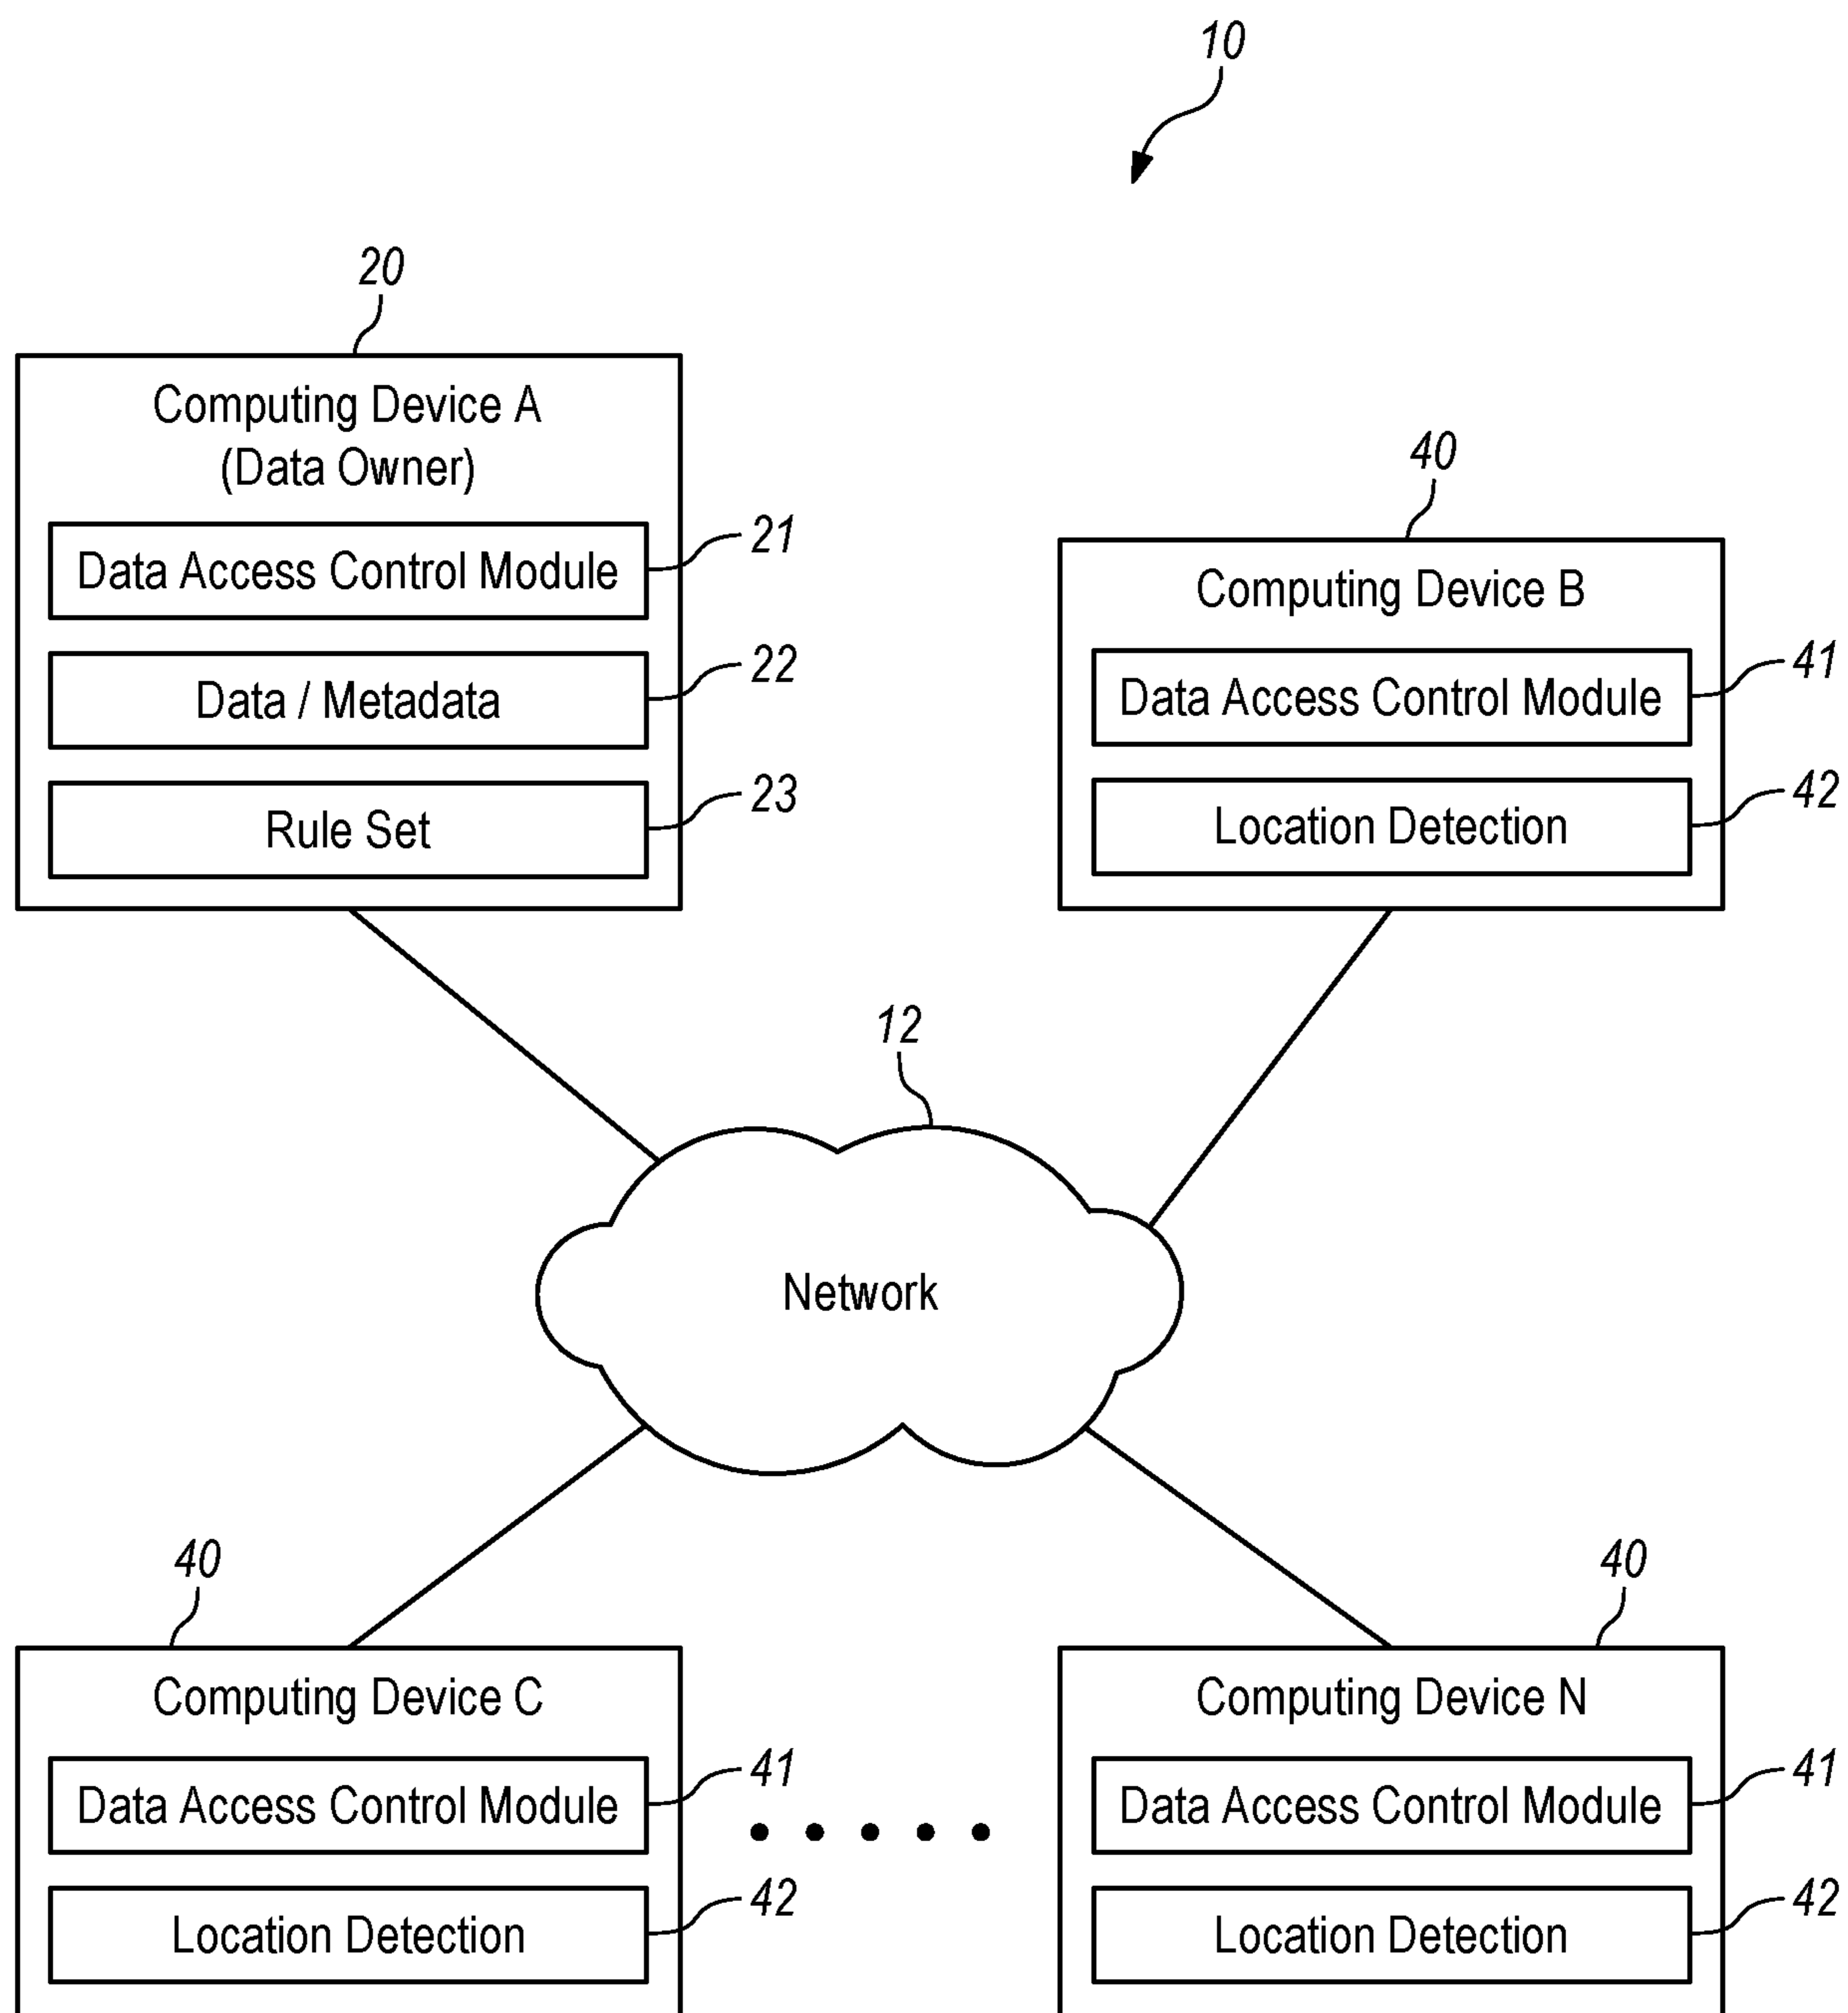 10
20
Computing Device A
(Data Owner)
Data Access Control Module
21
Data / Metadata
22
Rule Set
23
40
Computing Device B
Data Access Control Module
41
Location Detection
42
12
Network
40
Computing Device C
Data Access Control Module
41
Location Detection
42
40
Computing Device N
Data Access Control Module
41
Location Detection
42